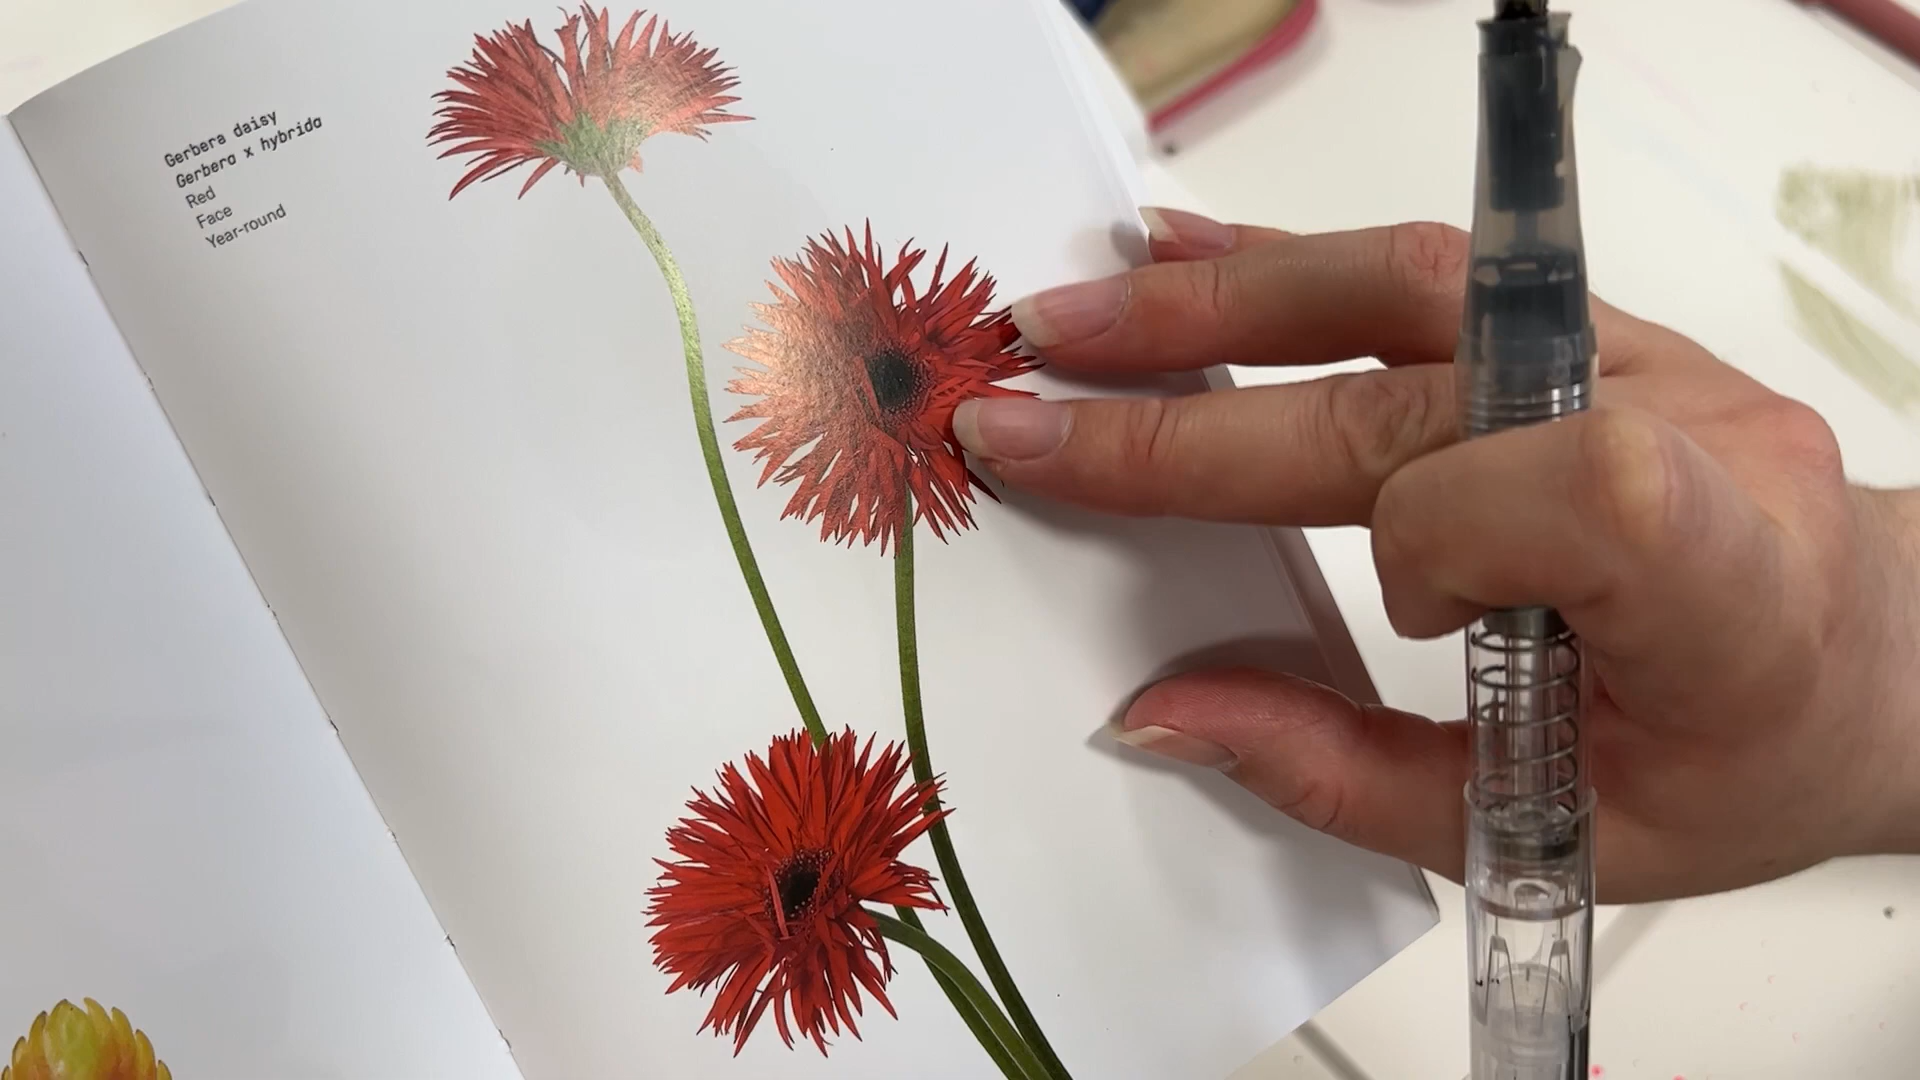 Gerbera daisy
Gerbera x hybrida
Red
Face
Year-round